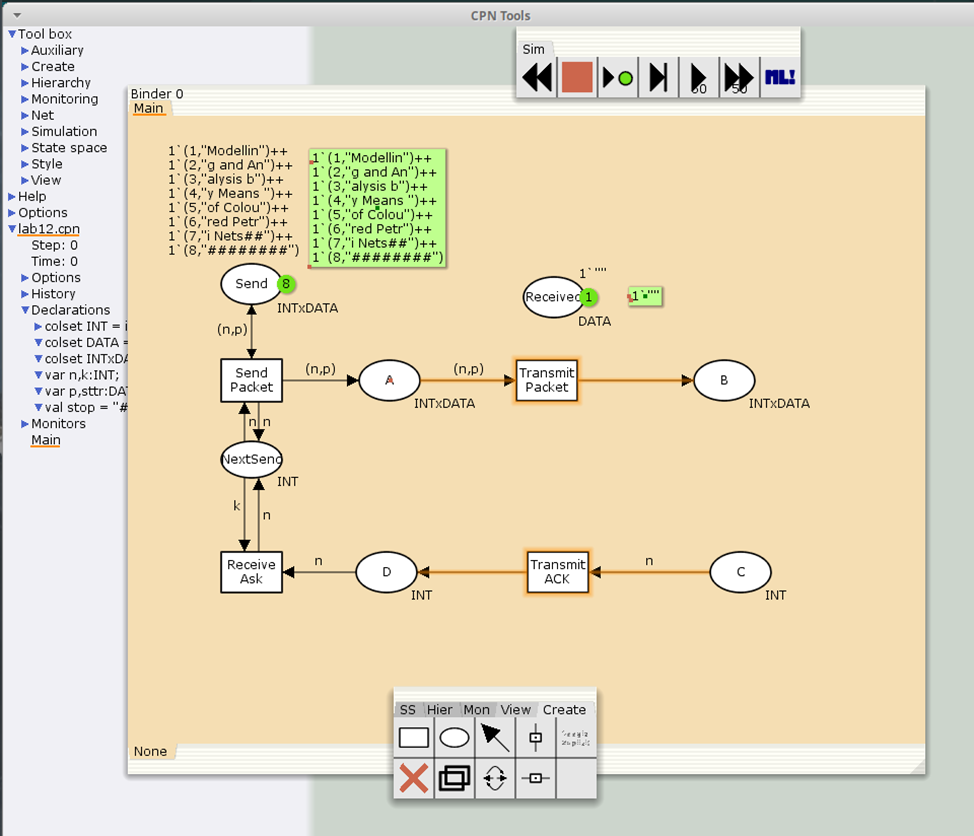 CPN Tools
Tool box
Auxiliary
Create
Hierarchy
Monitoring
Net
Simulation
State space
Style
View
Help
Options
lab12.cpn
Step: 0
Time: 0
Options
History
Declarations
colset INT = i
colset DATA =
colset INTxDA
var n,k:INT;
var p,sttr:DA
val stop = "#
Monitors
Main
Sim
50
50
ML!
Binder 0
Main
1`(1,"Modellin")++
1`(2,"g and An")++
1`(3,"alysis b")++
1`(4,"y Means ")++
1`(5,"of Colou")++
1`(6,"red Petr")++
1`(7,"i Nets##")++
1`(8,"########")
1`(1,"Modellin")++
1`(2,"g and An")++
1`(3,"alysis b")++
1`(4,"y Means ")++
1`(5,"of Colou")++
1`(6,"red Petr")++
1`(7,"i Nets##")++
1`(8,"########")
Send
8
INTxDATA
1`""
Received
1
1`""
DATA
(n,p)
Send
Packet
(n,p)
A
INTxDATA
(n,p)
Transmit
Packet
B
INTxDATA
n
n
NextSend
INT
k
n
Receive
Ask
n
D
INT
Transmit
ACK
n
C
INT
SS
Hier
Mon
View
Create
None